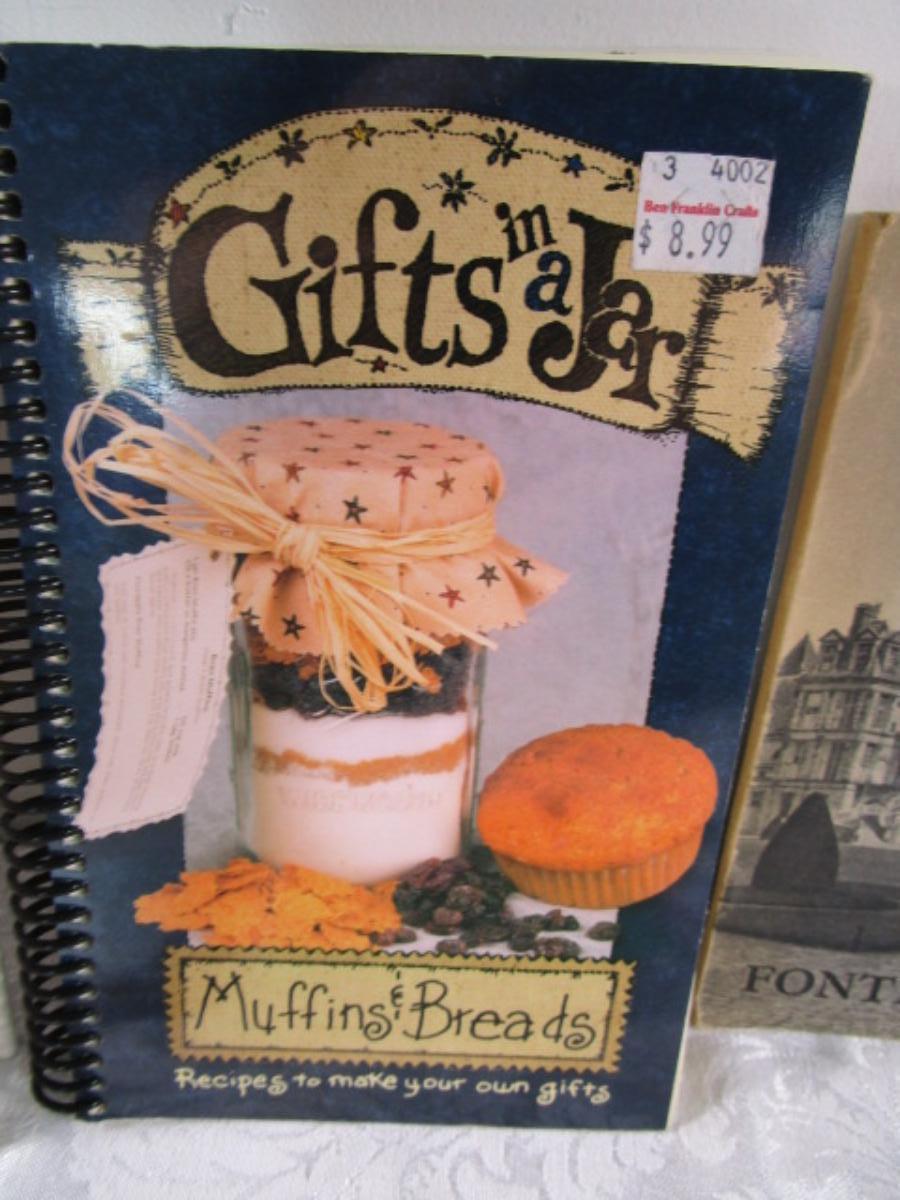 3 4002
Ben Franklin Crafts
$ 8.99
Gifts in a Jar
Muffins & Breads
Recipes to make your own gifts
FONT